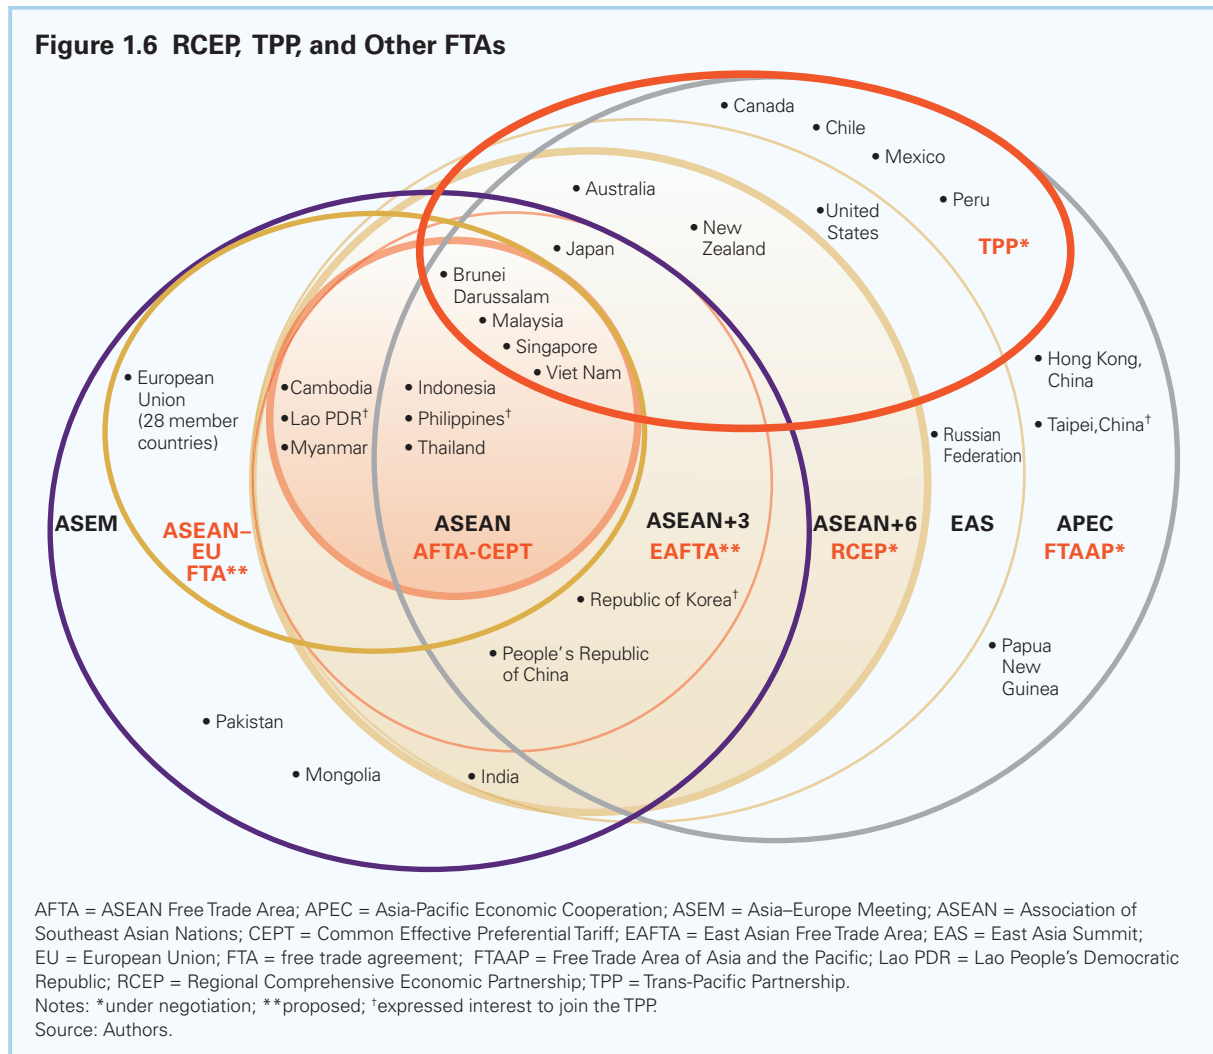 Figure 1.6 RCEP, TPP, and Other FTAs
• Canada
• Chile
• Mexico
• Peru
• Australia
• United
States
• New
Zealand
TPP*
• Japan
• Brunei
Darussalam
• Malaysia
• Singapore
• Viet Nam
• European
Union
(28 member
countries)
• Cambodia
• Lao PDR†
• Myanmar
• Indonesia
• Philippines†
• Thailand
• Hong Kong,
China
• Taipei,China†
• Russian
Federation
ASEM
ASEAN–
EU
FTA**
ASEAN
AFTA-CEPT
ASEAN+3
EAFTA**
ASEAN+6
RCEP*
EAS
APEC
FTAAP*
• Republic of Korea†
• People's Republic
of China
• Papua
New
Guinea
• Pakistan
• Mongolia
• India
AFTA = ASEAN Free Trade Area; APEC = Asia-Pacific Economic Cooperation; ASEM = Asia–Europe Meeting; ASEAN = Association of
Southeast Asian Nations; CEPT = Common Effective Preferential Tariff; EAFTA = East Asian Free Trade Area; EAS = East Asia Summit;
EU = European Union; FTA = free trade agreement; FTAAP = Free Trade Area of Asia and the Pacific; Lao PDR = Lao People's Democratic
Republic; RCEP = Regional Comprehensive Economic Partnership; TPP = Trans-Pacific Partnership.
Notes: *under negotiation; **proposed; †expressed interest to join the TPP.
Source: Authors.